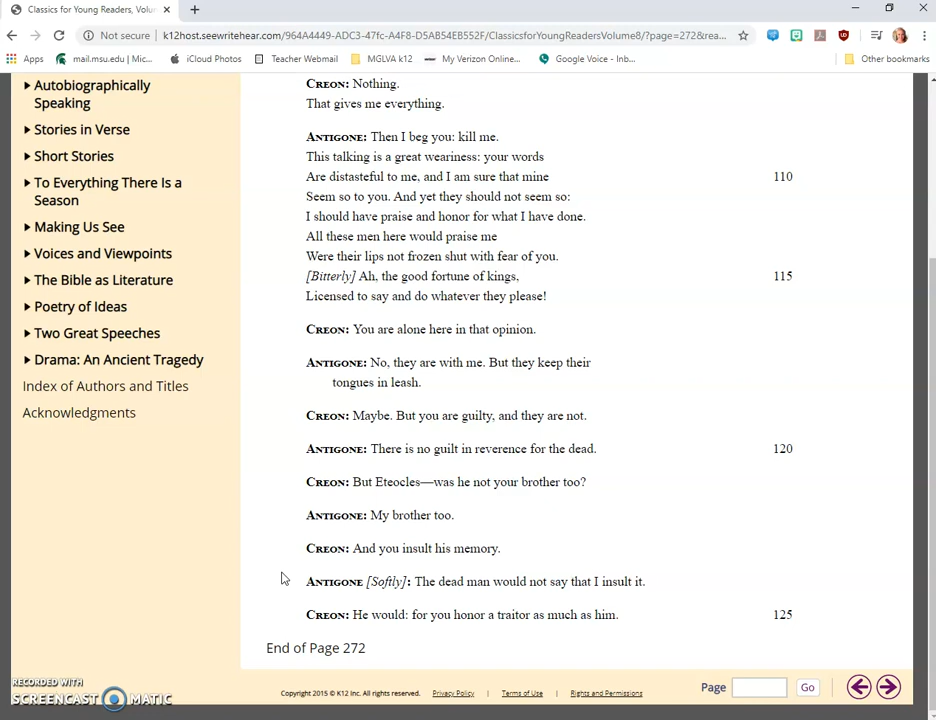 Classics for Young Readers, Volum
Not secure
k12host.seewritehear.com/964A4449-ADC3-47fc-A4F8-D5AB54EB552F/ClassicsforYoungReadersVolume8/?page=272&rea...
Apps
mail.msu.edu | Mic...
iCloud Photos
Teacher Webmail
MGLVA k12
My Verizon Online...
Google Voice - Inb...
Other bookmarks
Autobiographically
Speaking
Stories in Verse
Short Stories
To Everything There Is a
Season
Making Us See
Voices and Viewpoints
The Bible as Literature
Poetry of Ideas
Two Great Speeches
Drama: An Ancient Tragedy
Index of Authors and Titles
Acknowledgments
CREON: Nothing.
That gives me everything.
ANTIGONE: Then I beg you: kill me.
This talking is a great weariness: your words
Are distasteful to me, and I am sure that mine 110
Seem so to you. And yet they should not seem so:
I should have praise and honor for what I have done.
All these men here would praise me
Were their lips not frozen shut with fear of you.
[Bitterly] Ah, the good fortune of kings, 115
Licensed to say and do whatever they please!
CREON: You are alone here in that opinion.
ANTIGONE: No, they are with me. But they keep their
tongues in leash.
CREON: Maybe. But you are guilty, and they are not.
ANTIGONE: There is no guilt in reverence for the dead. 120
CREON: But Eteocles—was he not your brother too?
ANTIGONE: My brother too.
CREON: And you insult his memory.
ANTIGONE [Softly]: The dead man would not say that I insult it.
CREON: He would: for you honor a traitor as much as him. 125
End of Page 272
RECORDED WITH
SCREENCAST MATIC
Copyright 2015 © K12 Inc. All rights reserved. Privacy Policy | Terms of Use | Rights and Permissions
Page Go